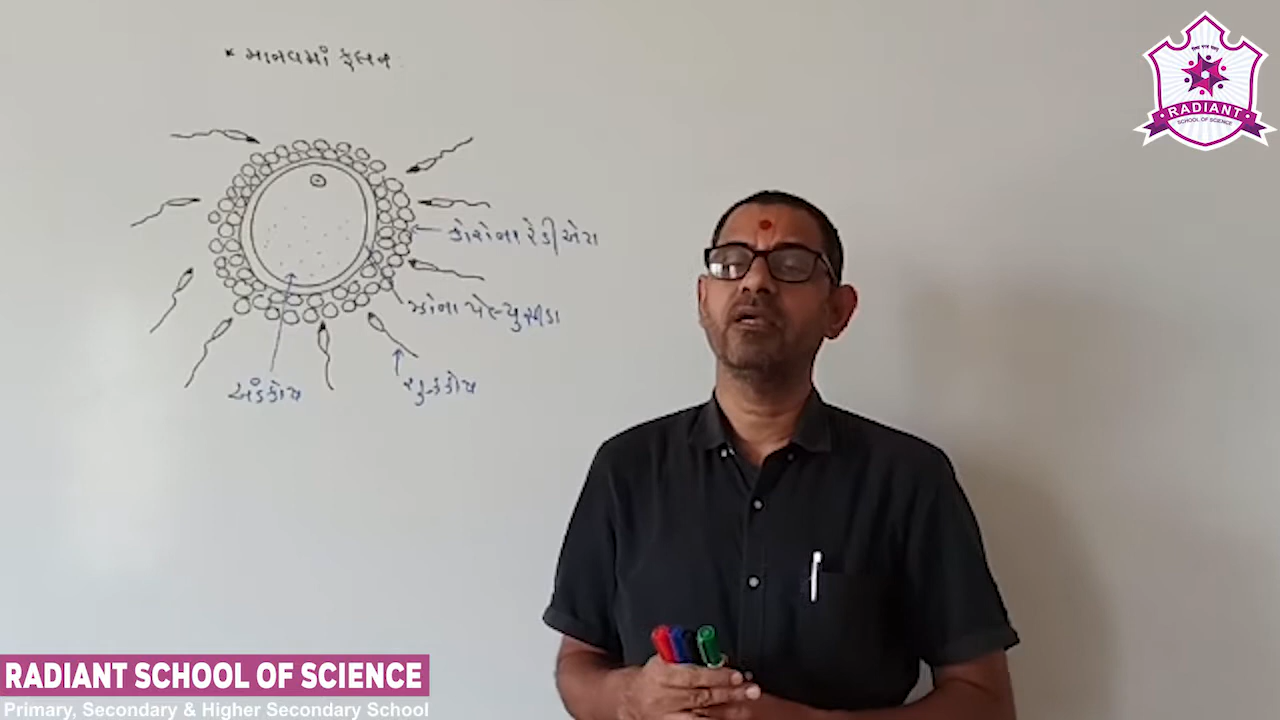 * માનવમાં ફલન
કોરોના રેડીએટા
ઝોના પેલ્યુસીડા
અંડકોષ
શુક્રકોષ
RADIANT
SCHOOL OF SCIENCE
RADIANT SCHOOL OF SCIENCE
Primary, Secondary & Higher Secondary School